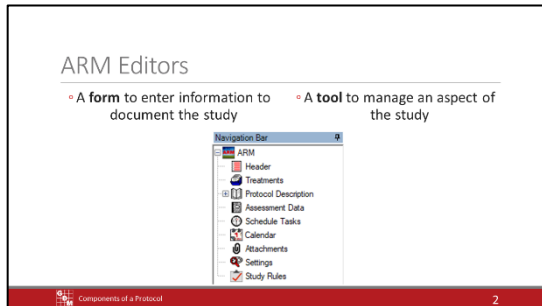 ARM Editors
▫ A form to enter information to
document the study
▫ A tool to manage an aspect of
the study
Navigation Bar
ARM
Header
Treatments
Protocol Description
Assessment Data
Schedule Tasks
Calendar
Attachments
Settings
Study Rules
GDM
Components of a Protocol
2